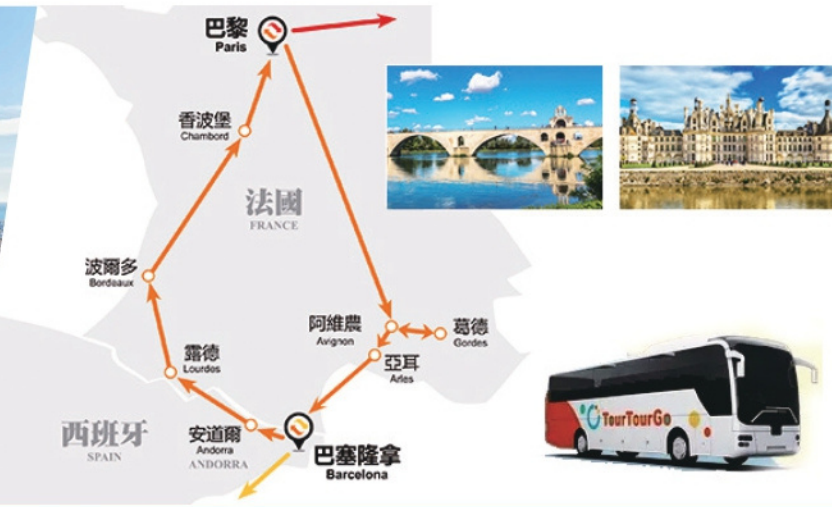 巴黎
Paris
香波堡
Chambord
法國
FRANCE
波爾多
Bordeaux
阿維農
Avignon
葛德
Gordes
亞耳
Arles
露德
Lourdes
西班牙
SPAIN
安道爾
Andorra
ANDORRA
巴塞隆拿
Barcelona
TourTourGo